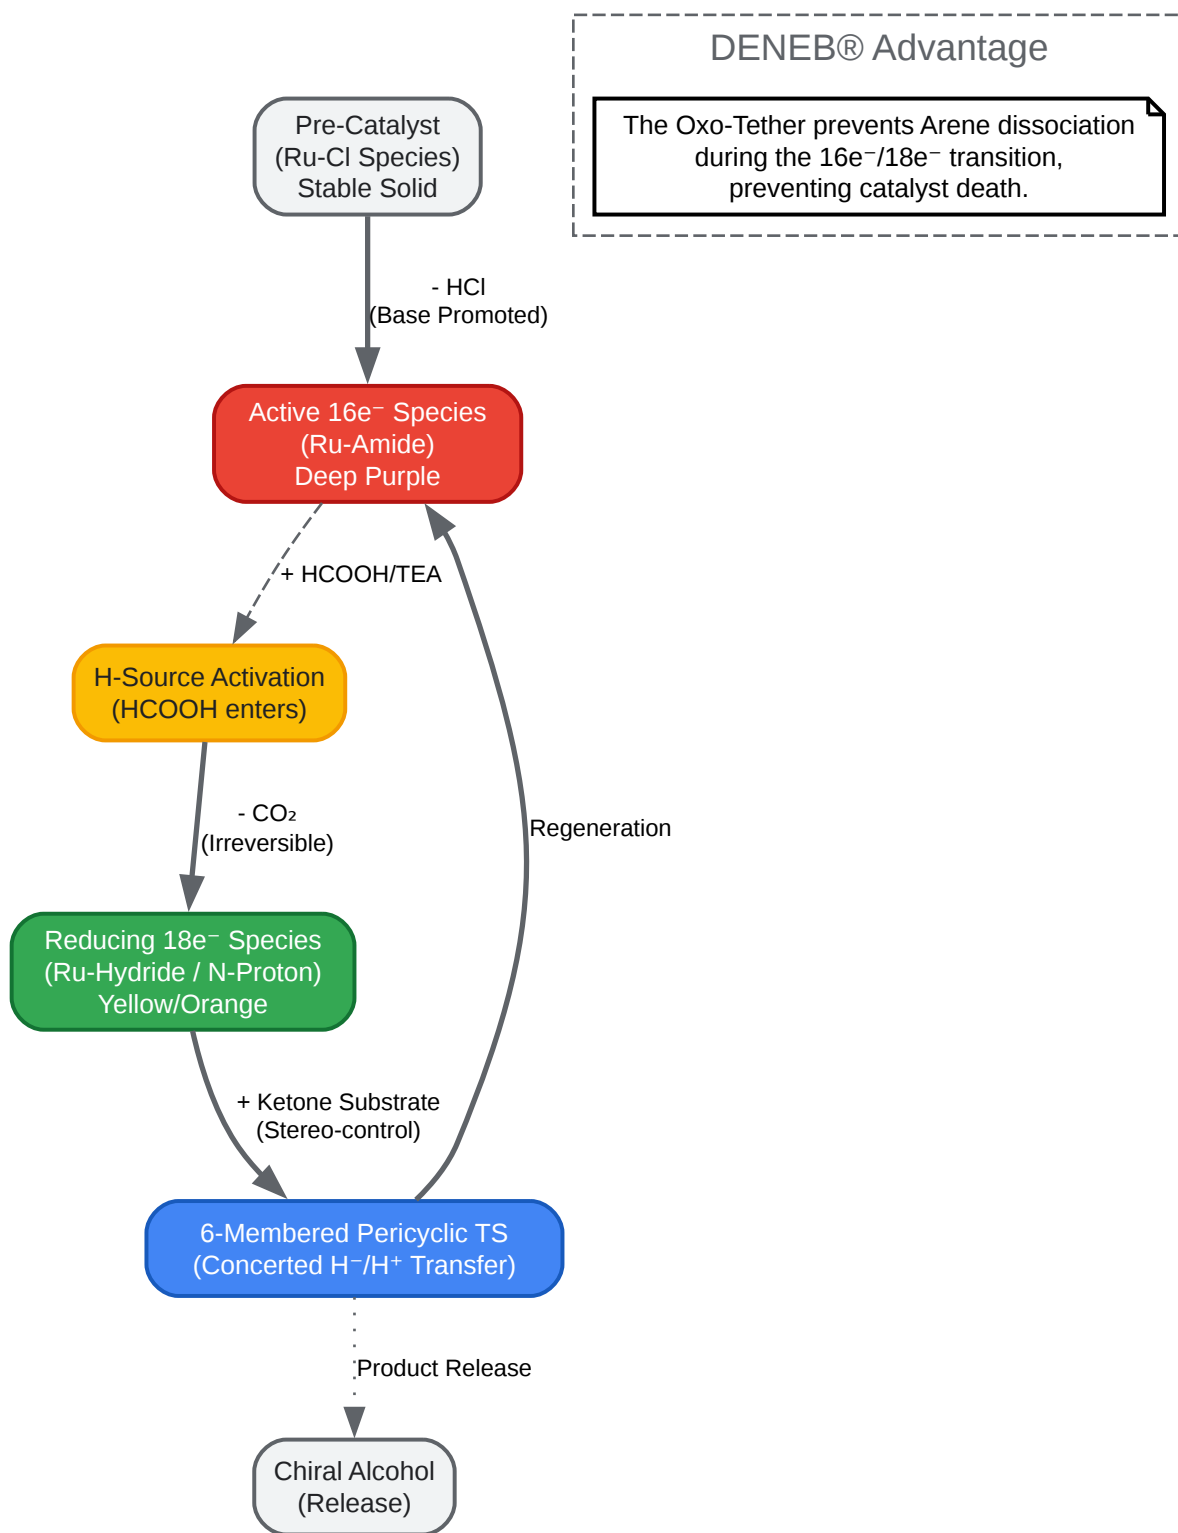 DENEB® Advantage
The Oxo-Tether prevents Arene dissociation
during the 16e⁻/18e⁻ transition,
preventing catalyst death.
Pre-Catalyst
(Ru-Cl Species)
Stable Solid
- HCl
(Base Promoted)
Active 16e⁻ Species
(Ru-Amide)
Deep Purple
+ HCOOH/TEA
H-Source Activation
(HCOOH enters)
- CO₂
(Irreversible)
Regeneration
Reducing 18e⁻ Species
(Ru-Hydride / N-Proton)
Yellow/Orange
+ Ketone Substrate
(Stereo-control)
6-Membered Pericyclic TS
(Concerted H⁻/H⁺ Transfer)
Product Release
Chiral Alcohol
(Release)